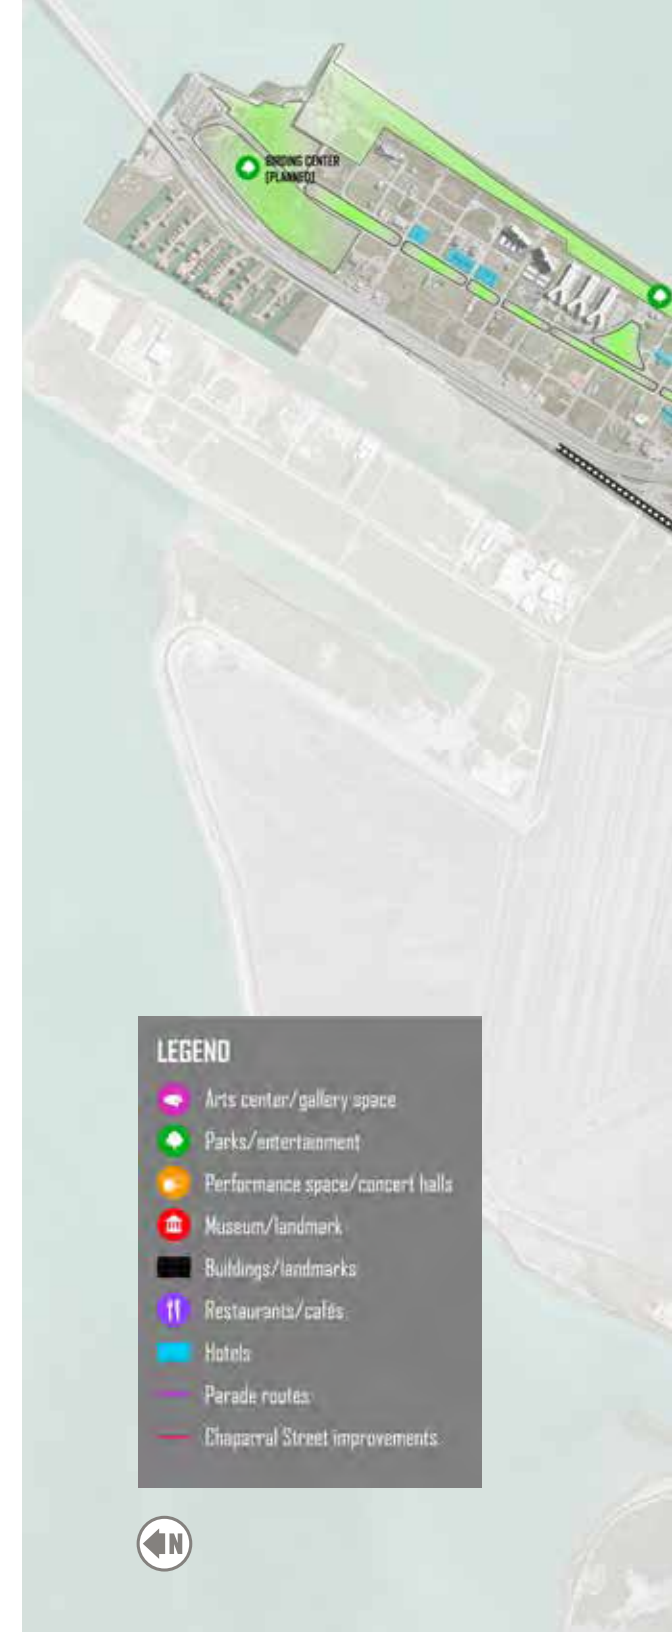 BIRDING CENTER
[PLANNED]
LEGEND
Arts center/gallery space
Parks/entertainment
Performance space/concert halls
Museum/landmark
Buildings/landmarks
Restaurants/cafés
Hotels
Parade routes
Chaparral Street improvements
N